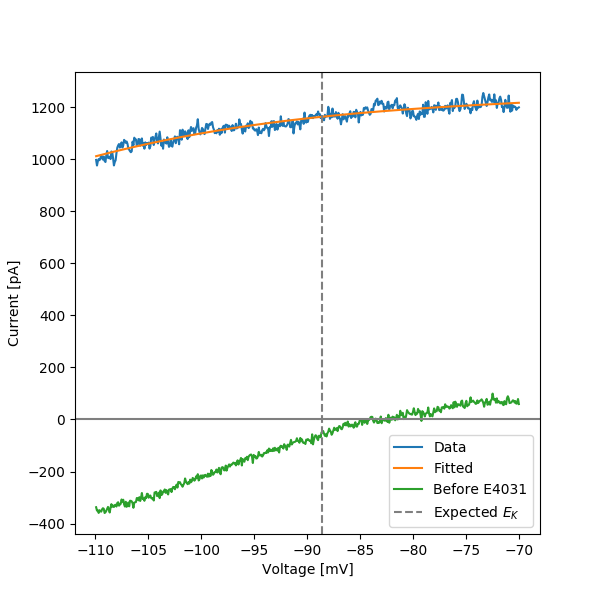 1200
1000
800
600
400
200
0
−200
−400
Current [pA]
−110 −105 −100 −95 −90 −85 −80 −75 −70
Voltage [mV]
Data
Fitted
Before E4031
Expected E_K